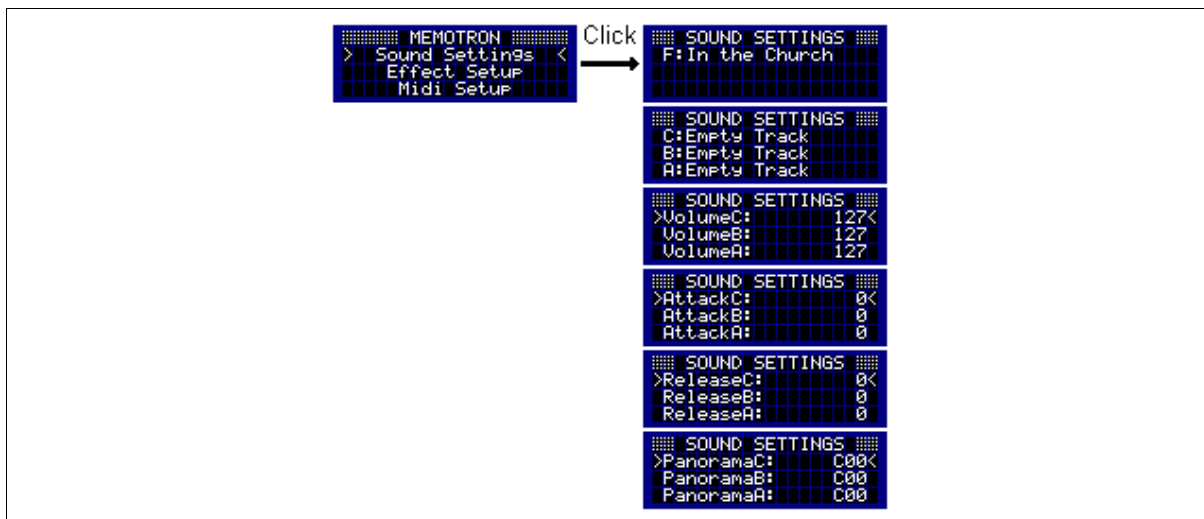 MEMOTRON
> Sound Settings <
Effect Setup
Midi Setup
Click
SOUND SETTINGS
F:In the Church
SOUND SETTINGS
C:Empty Track
B:Empty Track
A:Empty Track
SOUND SETTINGS
>VolumeC: 127<
VolumeB: 127
VolumeA: 127
SOUND SETTINGS
>AttackC: 0<
AttackB: 0
AttackA: 0
SOUND SETTINGS
>ReleaseC: 0<
ReleaseB: 0
ReleaseA: 0
SOUND SETTINGS
>PanoramaC: C00<
PanoramaB: C00
PanoramaA: C00